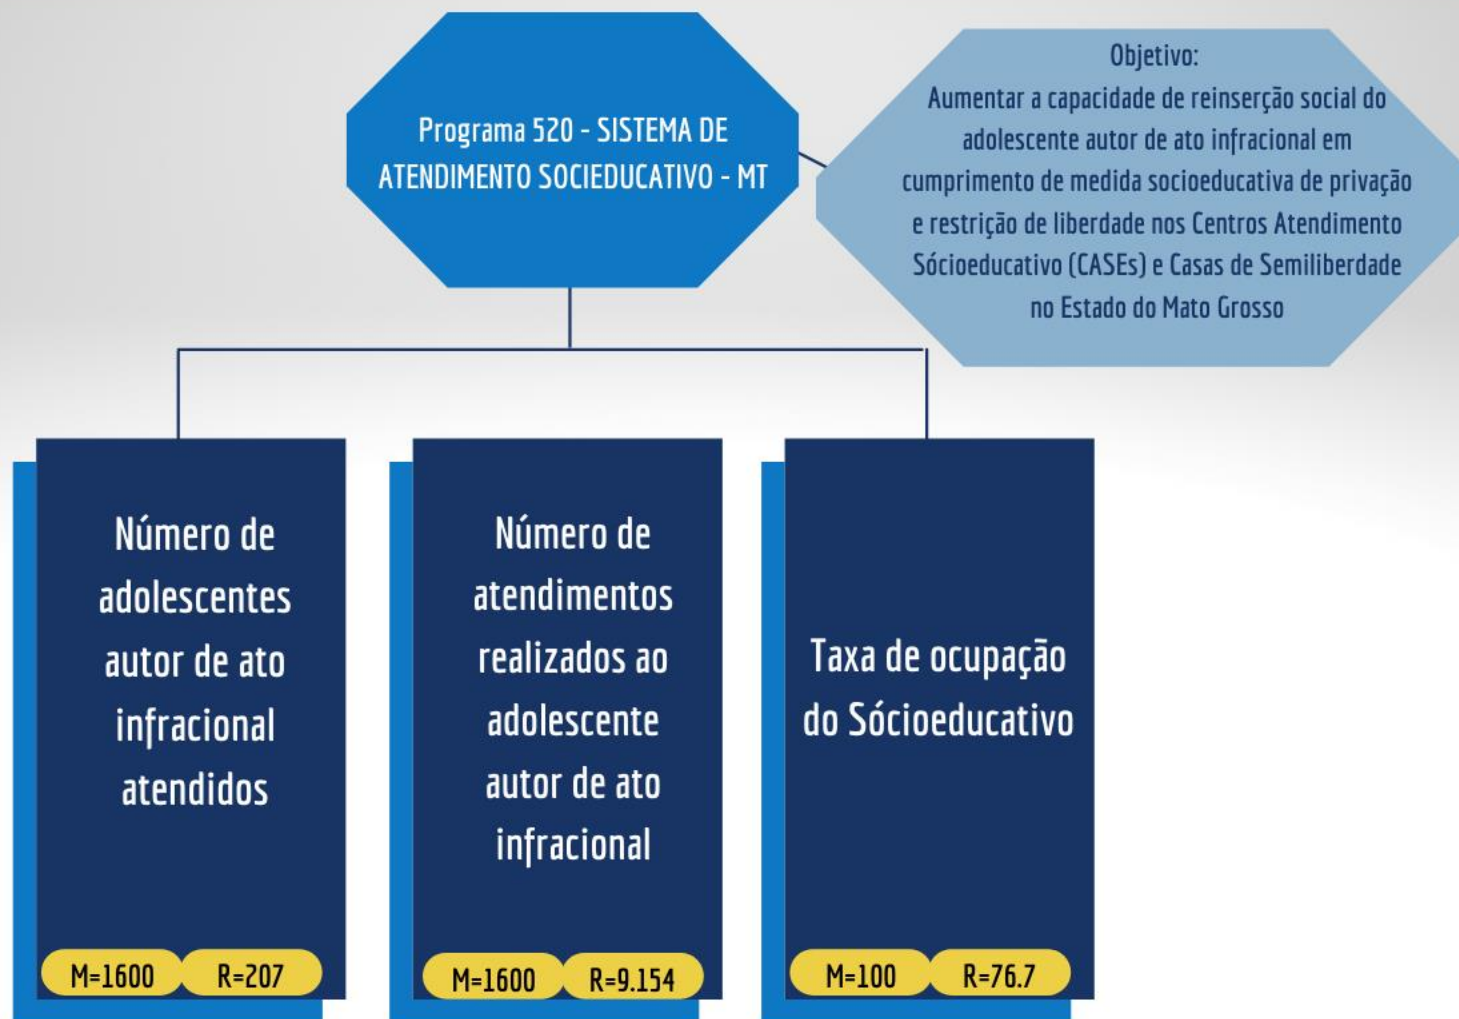 Programa 520 - SISTEMA DE
ATENDIMENTO SOCIEDUCATIVO - MT
Objetivo:
Aumentar a capacidade de reinserção social do
adolescente autor de ato infracional em
cumprimento de medida socioeducativa de privação
e restrição de liberdade nos Centros Atendimento
Sócioeducativo (CASEs) e Casas de Semiliberdade
no Estado do Mato Grosso
Número de
adolescentes
autor de ato
infracional
atendidos
M=1600 R=207
Número de
atendimentos
realizados ao
adolescente
autor de ato
infracional
M=1600 R=9.154
Taxa de ocupação
do Sócioeducativo
M=100 R=76.7